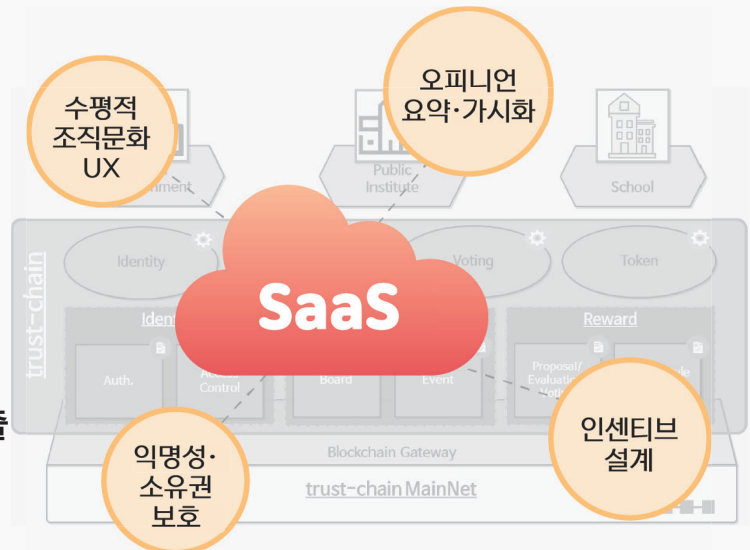 수평적
조직문화
UX
오피니언
요약·가시화
Public
Institute
School
trust-chain
Identity
Voting
Token
SaaS
Reward
Auth.
Control
Board
Event
Proposal/
익명성·
소유권
보호
인센티브
설계
Blockchain Gateway
trust-chain MainNet